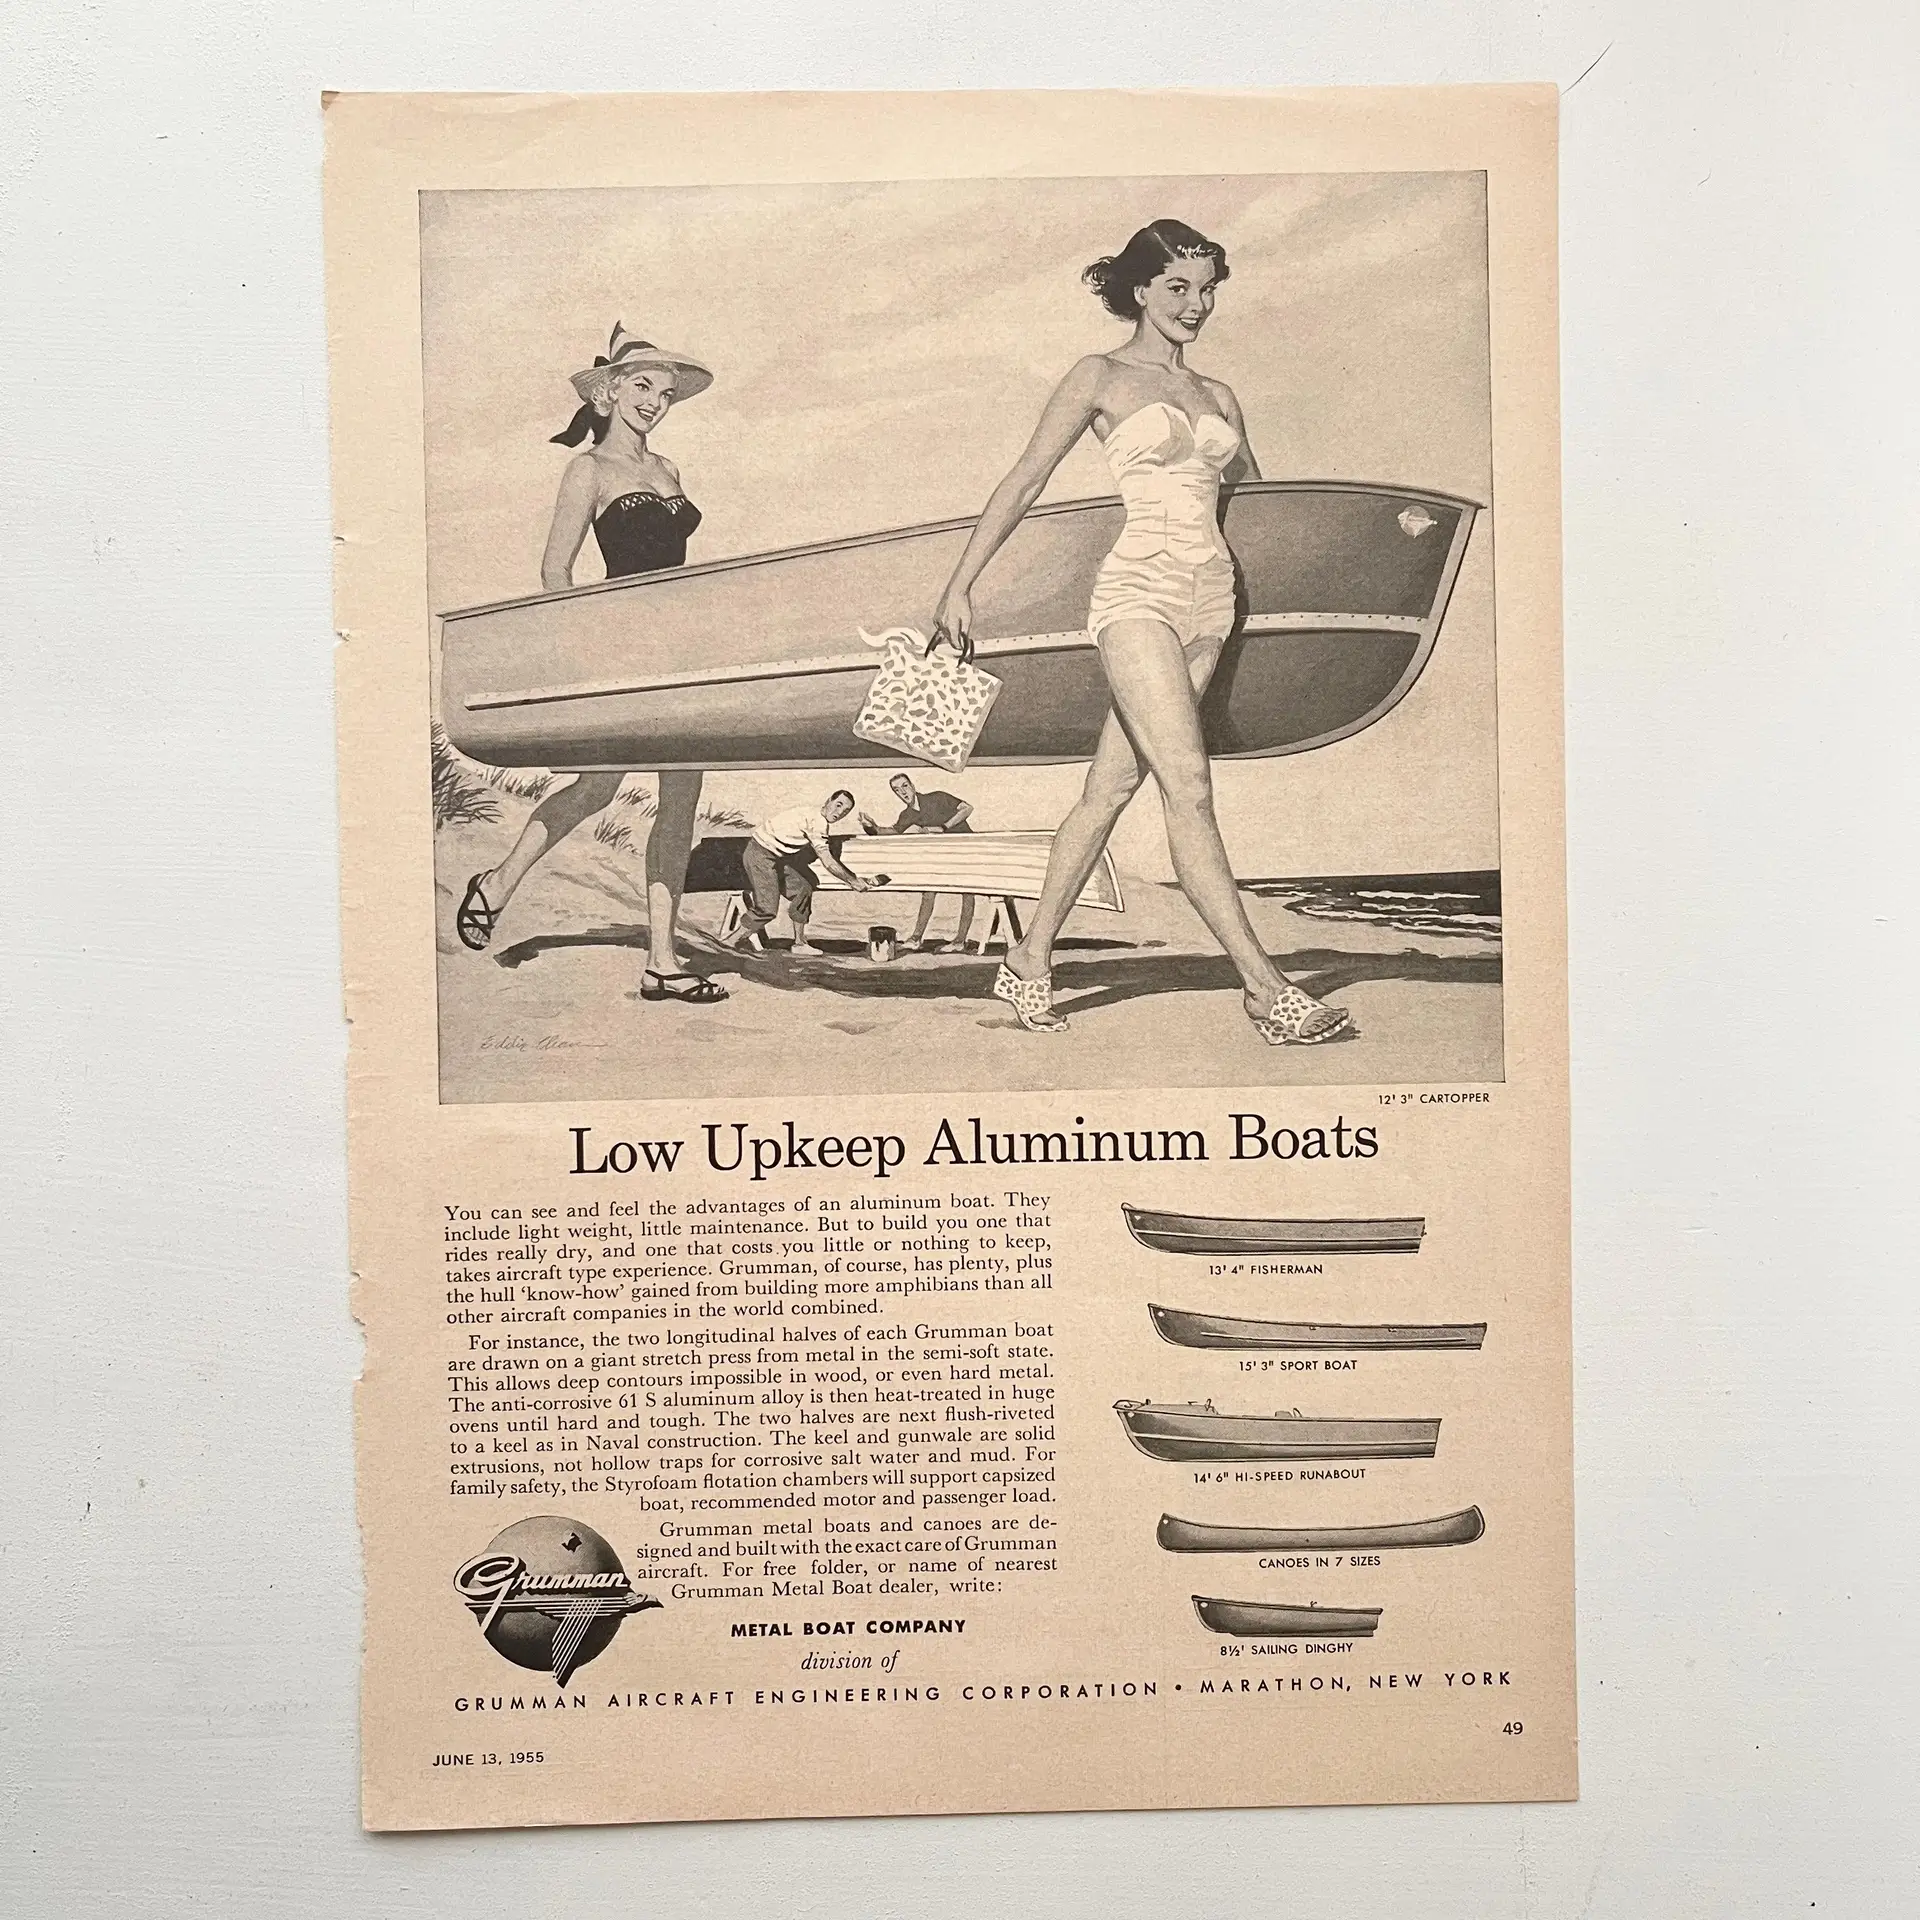 Eddie Chan
12' 3" CARTOPPER
Low Upkeep Aluminum Boats
You can see and feel the advantages of an aluminum boat. They
include light weight, little maintenance. But to build you one that
rides really dry, and one that costs you little or nothing to keep,
takes aircraft type experience. Grumman, of course, has plenty, plus
the hull ‘know-how’ gained from building more amphibians than all
other aircraft companies in the world combined.
For instance, the two longitudinal halves of each Grumman boat
are drawn on a giant stretch press from metal in the semi-soft state.
This allows deep contours impossible in wood, or even hard metal.
The anti-corrosive 61 S aluminum alloy is then heat-treated in huge
ovens until hard and tough. The two halves are next flush-riveted
to a keel as in Naval construction. The keel and gunwale are solid
extrusions, not hollow traps for corrosive salt water and mud. For
family safety, the Styrofoam flotation chambers will support capsized
boat, recommended motor and passenger load.
Grumman metal boats and canoes are de-
signed and built with the exact care of Grumman
aircraft. For free folder, or name of nearest
Grumman Metal Boat dealer, write:
Grumman
METAL BOAT COMPANY
division of
13' 4" FISHERMAN
15' 3" SPORT BOAT
14' 6" HI-SPEED RUNABOUT
CANOES IN 7 SIZES
8½' SAILING DINGHY
GRUMMAN AIRCRAFT ENGINEERING CORPORATION • MARATHON, NEW YORK
49
JUNE 13, 1955